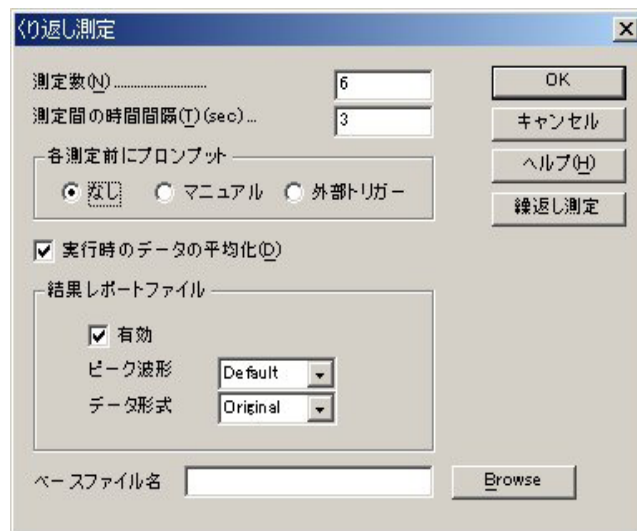 くり返し測定
測定数(N)........................ 6
測定間の時間間隔(T)(sec)... 3
各測定前にプロンプット
なし マニュアル 外部トリガー
実行時のデータの平均化(D)
結果レポートファイル
有効
ピーク波形 Default
データ形式 Original
ベースファイル名 Browse
OK
キャンセル
ヘルプ(H)
繰返し測定